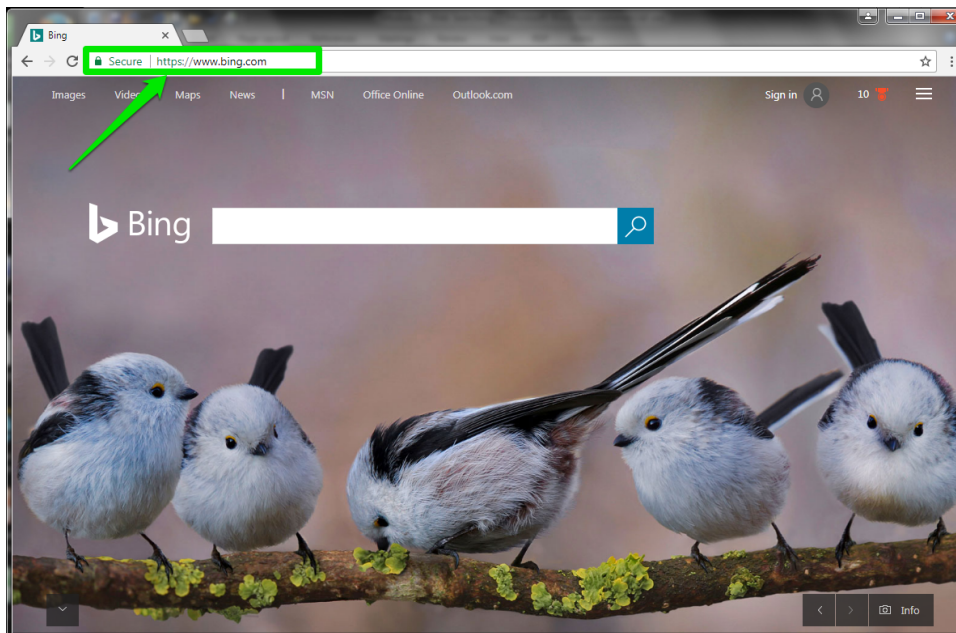 Bing
Secure https://www.bing.com
Images Videos Maps News | MSN Office Online Outlook.com Sign in 10
Bing
Info